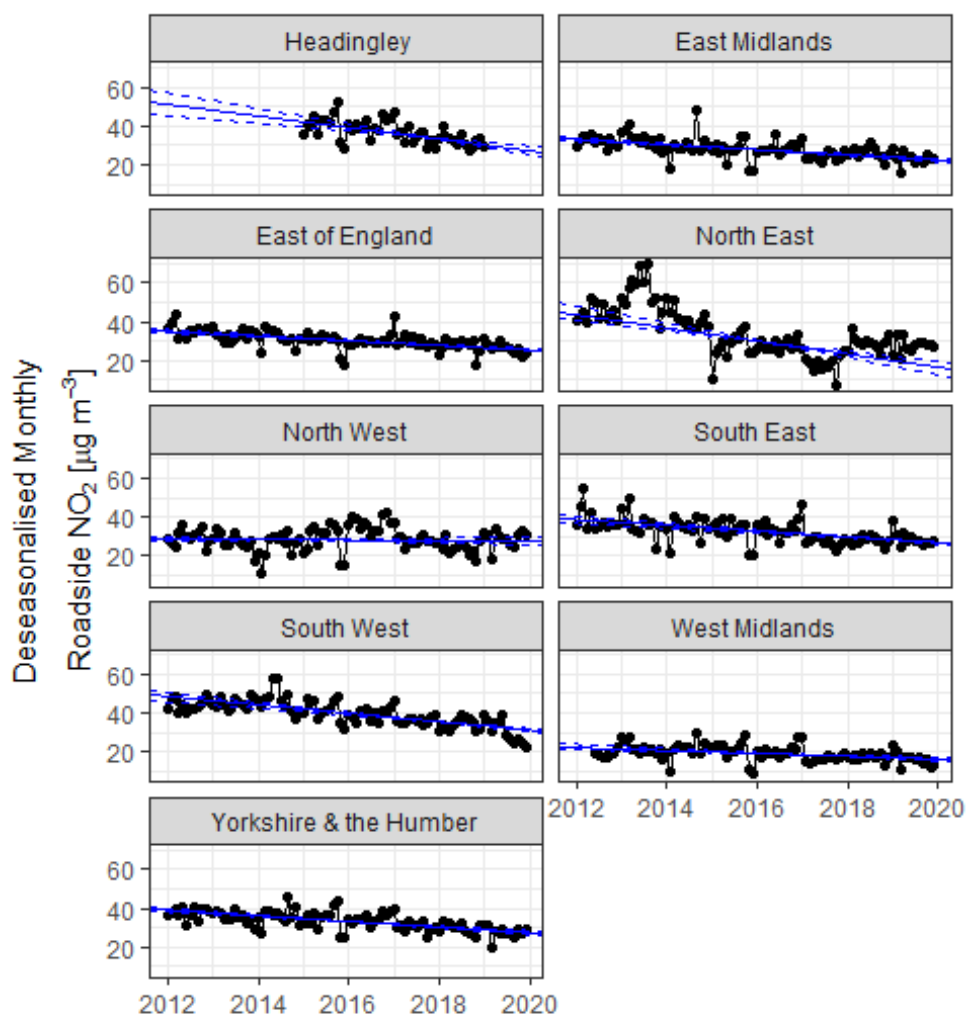 Deseasonalised Monthly
Roadside NO₂ [µg m⁻³]
Headingley
East Midlands
60
40
20
East of England
North East
60
40
20
North West
South East
60
40
20
South West
West Midlands
60
40
20
2012 2014 2016 2018 2020
Yorkshire & the Humber
60
40
20
2012 2014 2016 2018 2020